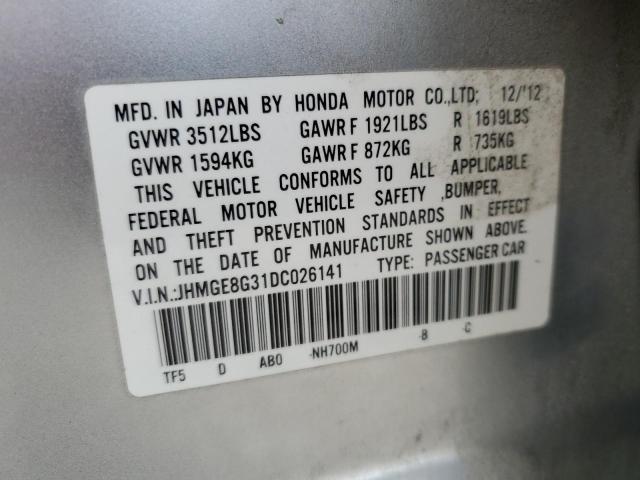 MFD. IN JAPAN BY HONDA MOTOR CO.,LTD; 12/'12
GVWR 3512LBS GAWR F 1921LBS R 1619LBS
GVWR 1594KG GAWR F 872KG R 735KG
THIS VEHICLE CONFORMS TO ALL APPLICABLE
FEDERAL MOTOR VEHICLE SAFETY ,BUMPER,
AND THEFT PREVENTION STANDARDS IN EFFECT
ON THE DATE OF MANUFACTURE SHOWN ABOVE.
V.I.N.:JHMGE8G31DC026141 TYPE: PASSENGER CAR
TF5 D AB0 -NH700M -B -C